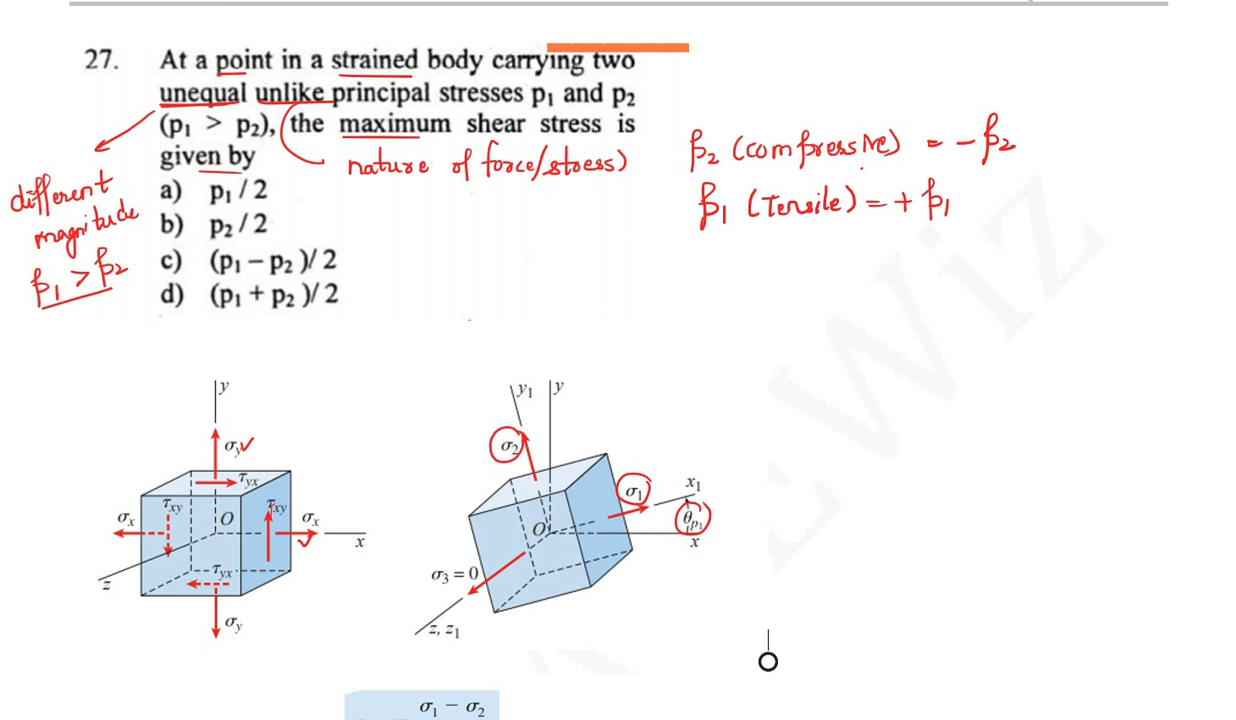 27. At a point in a strained body carrying two
unequal unlike principal stresses p₁ and p₂
(p₁ > p₂), the maximum shear stress is
given by
a) p₁ / 2
b) p₂ / 2
c) (p₁ – p₂ )/ 2
d) (p₁ + p₂ )/ 2
nature of force/stress)
different
magnitude
p₁ > p₂
p₂ (compressive) = - p₂
p₁ (Tensile) = + p₁
y
σy
τyx
τxy
τxy
σx
O
σx
x
τyx
z
σy
y₁
y
σ₂
σ₁
x₁
θp₁
O
x
σ₃ = 0
z, z₁
σ₁ − σ₂
eWiz